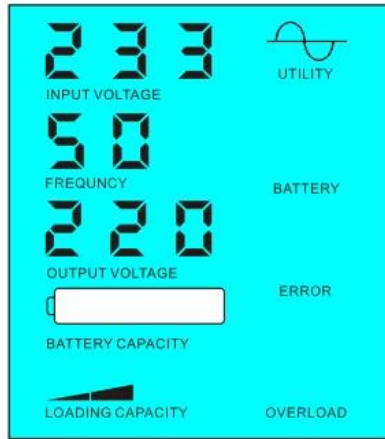 233
UTILITY
INPUT VOLTAGE
50
FREQUNCY
BATTERY
220
OUTPUT VOLTAGE
ERROR
BATTERY CAPACITY
LOADING CAPACITY
OVERLOAD